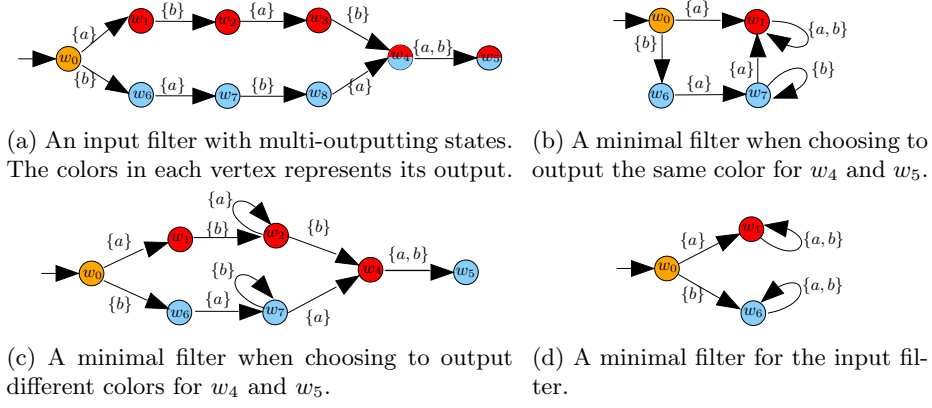 {a} {b} {a} {b} {a, b}
w₀ w₁ w₂ w₃ w₄ w₅
{b} {a} {b} {a}
w₆ w₇ w₈
(a) An input filter with multi-outputting states.
The colors in each vertex represents its output.
w₀ {a} w₁ {a, b}
{b} {a} {b}
w₆ {a} w₇
(b) A minimal filter when choosing to
output the same color for w₄ and w₅.
{a}
{a} w₁ {b} w₂ {b}
w₀ {b} w₄ {a, b} w₅
{b} w₆ {a} w₇ {a}
(c) A minimal filter when choosing to output
different colors for w₄ and w₅.
{a} w₁ {a, b}
w₀
{b} w₆ {a, b}
(d) A minimal filter for the input fil-
ter.